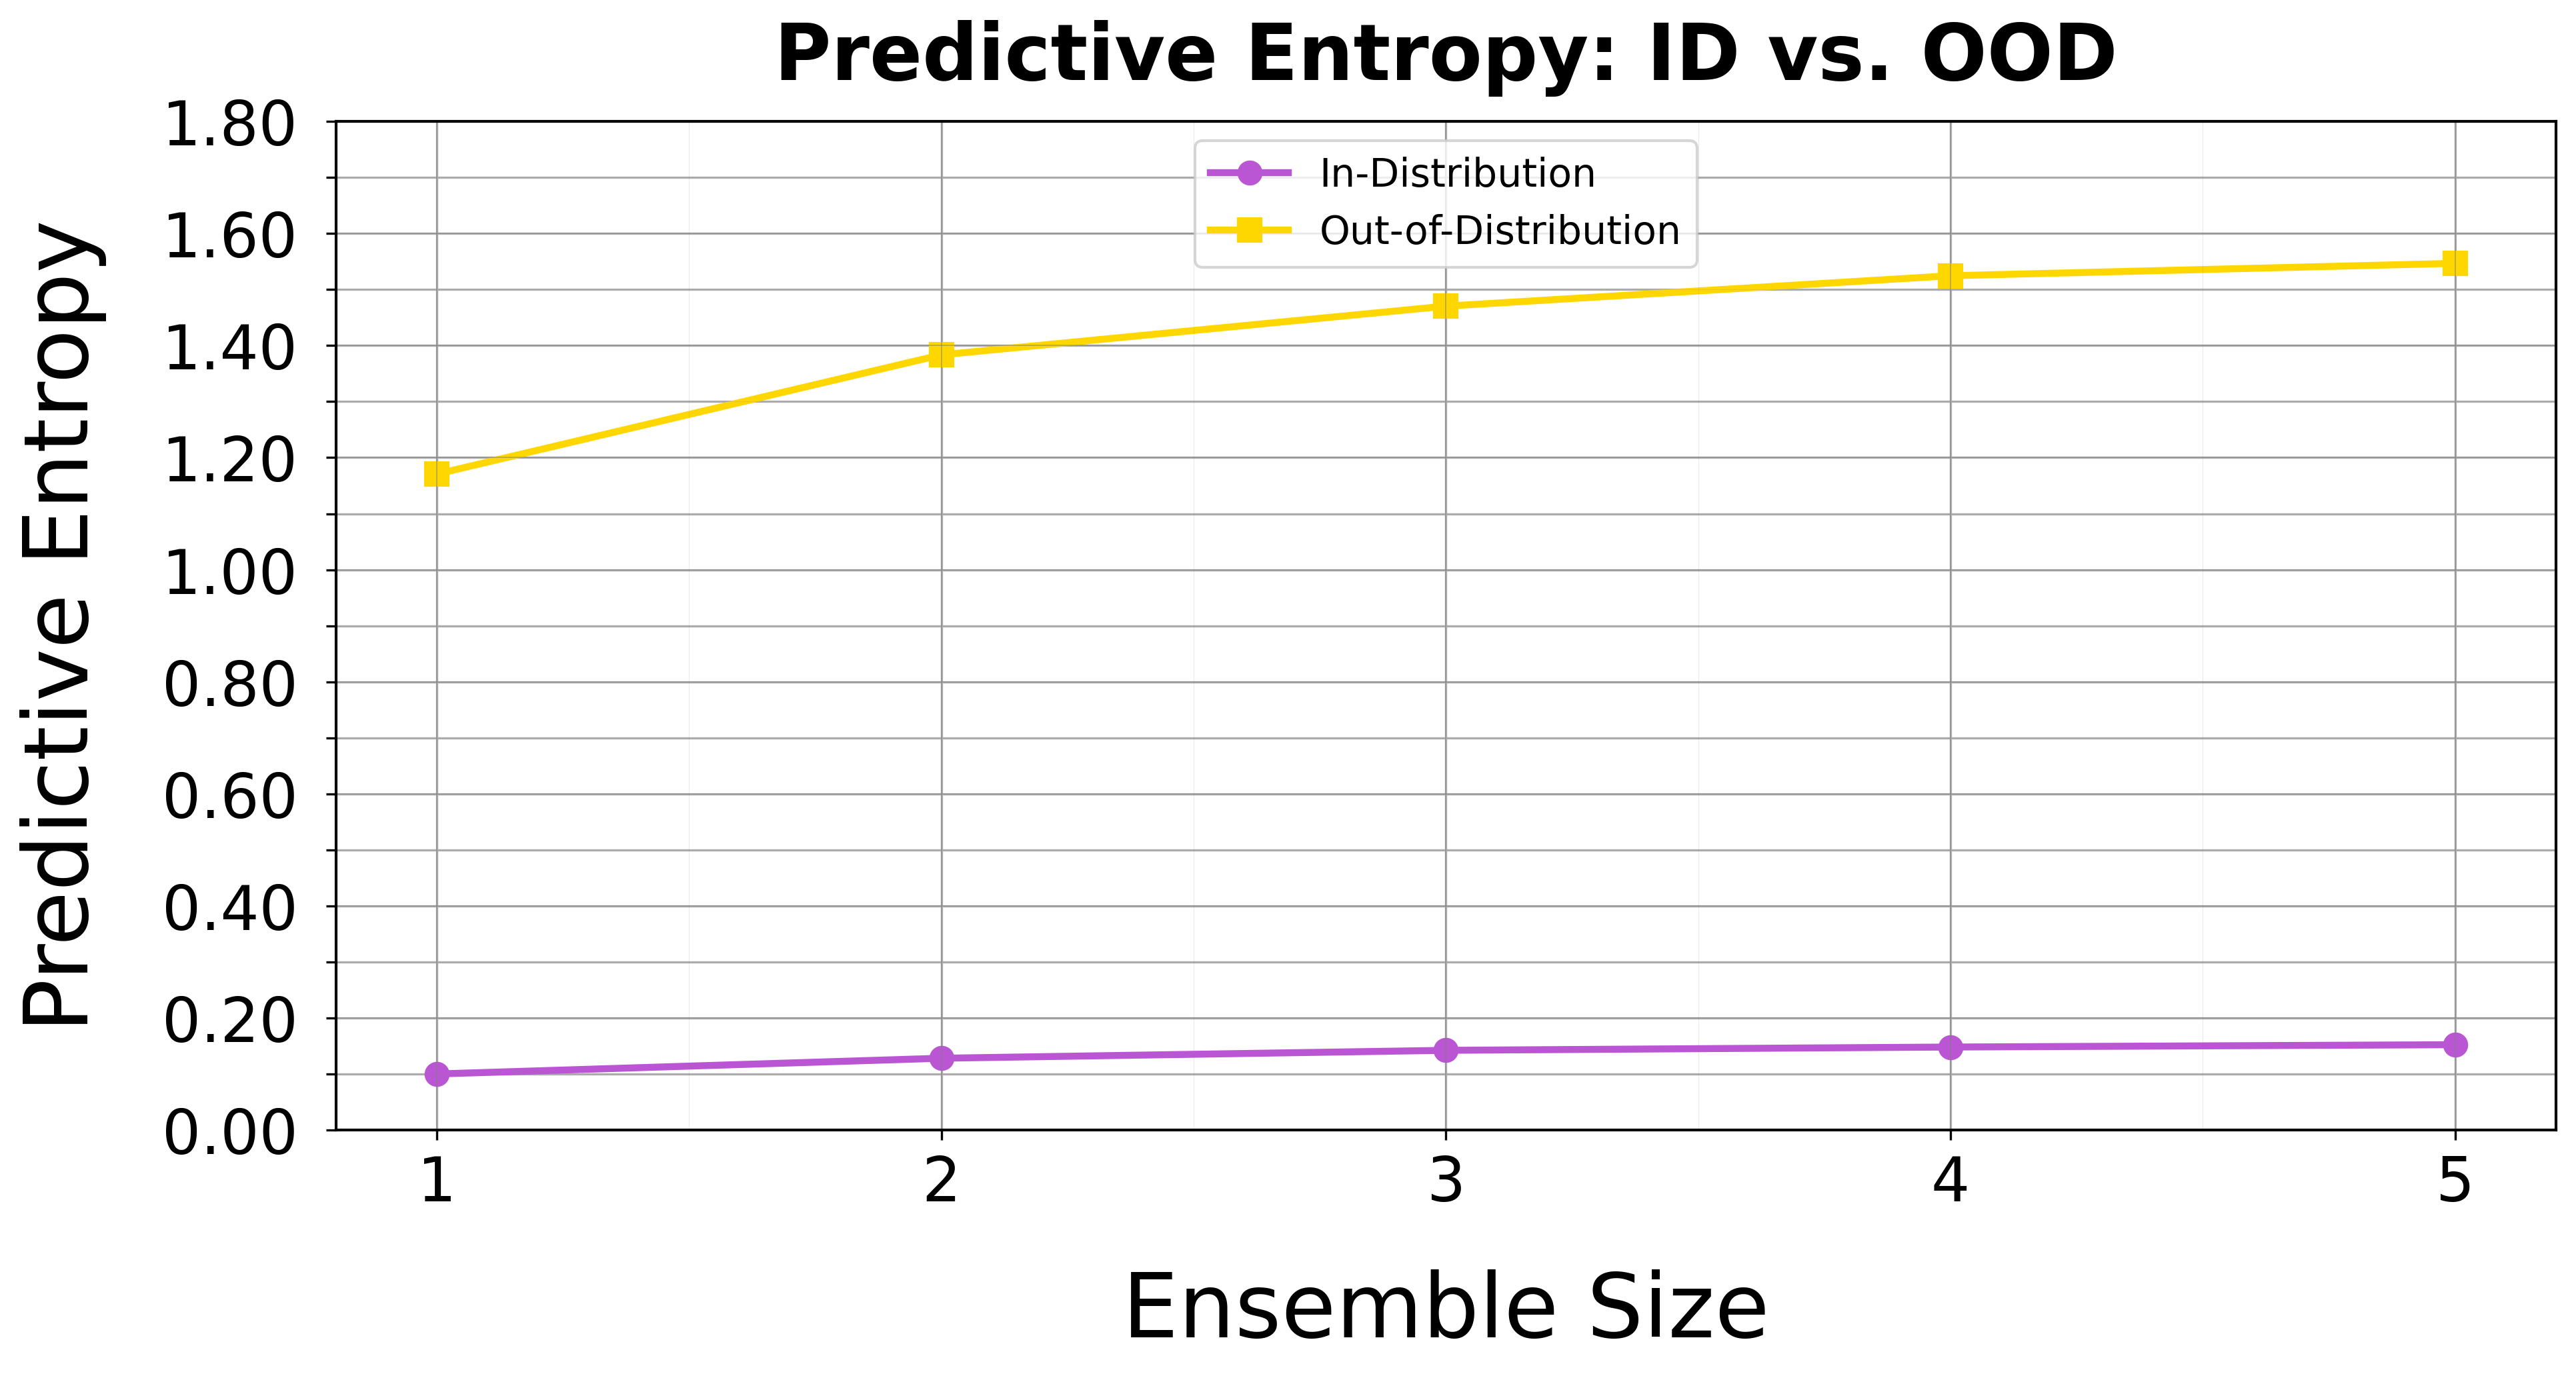 Predictive Entropy: ID vs. OOD
In-Distribution
Out-of-Distribution
Predictive Entropy
1.80
1.60
1.40
1.20
1.00
0.80
0.60
0.40
0.20
0.00
1 2 3 4 5
Ensemble Size